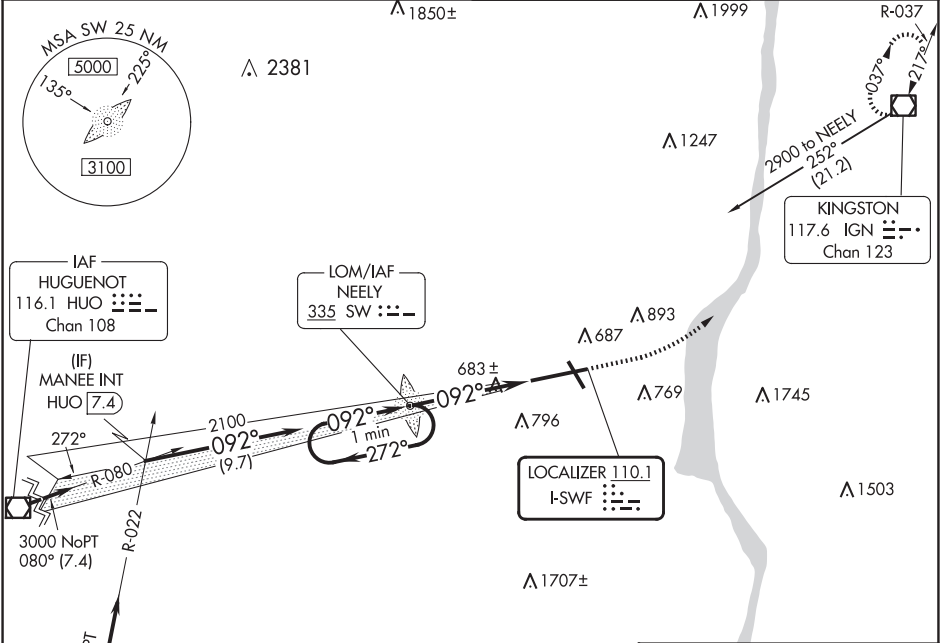 1850±
1999
R-037
MSA SW 25 NM
5000
225°
135°
2381
3100
037°
217°
1247
2900 to NEELY
252°
(21.2)
KINGSTON
117.6 IGN
Chan 123
IAF
HUGUENOT
116.1 HUO
Chan 108
LOM/IAF
NEELY
335 SW
893
687
(IF)
MANEE INT
HUO 7.4
683±
092°
769
1745
2100
092°
092°
1 min
272°
796
272°
(9.7)
R-080
LOCALIZER 110.1
I-SWF
1503
3000 NoPT
080° (7.4)
R-022
1707±